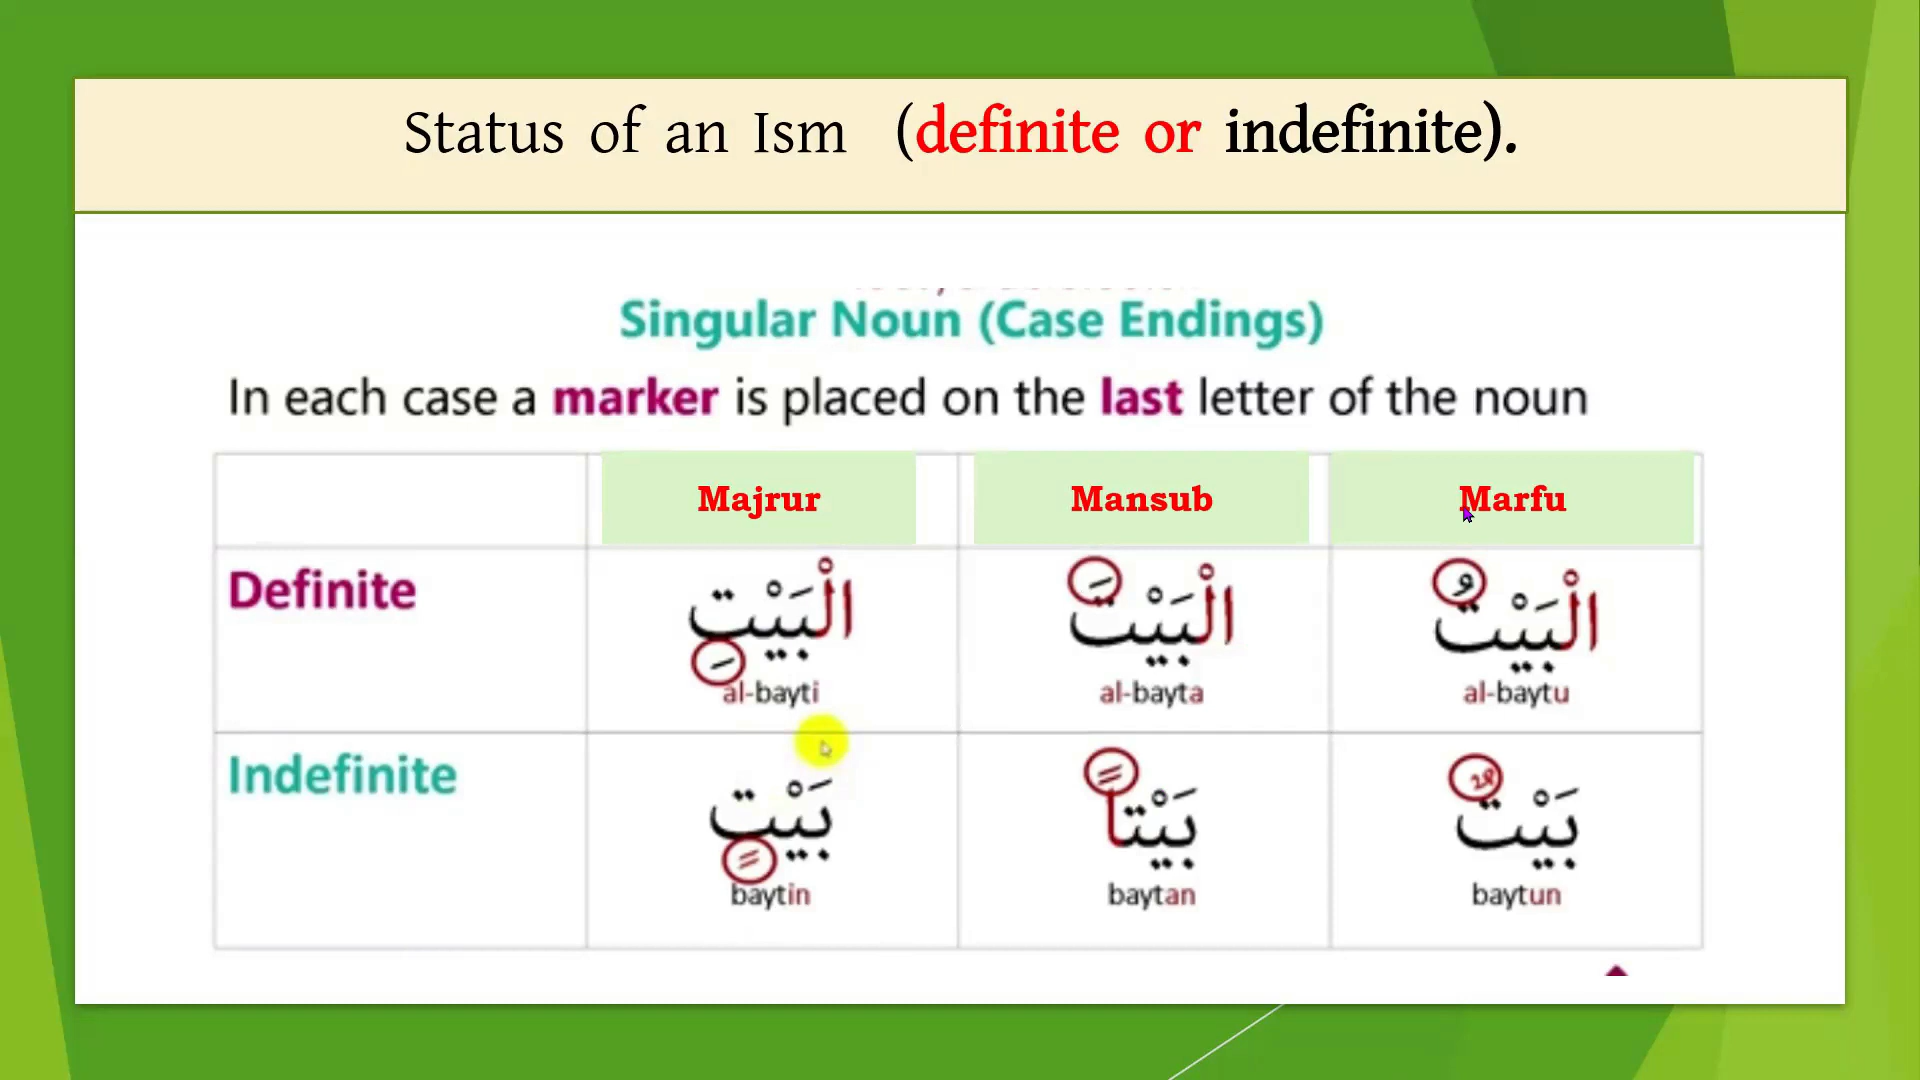 Status of an Ism (definite or indefinite).
Singular Noun (Case Endings)
In each case a marker is placed on the last letter of the noun
Majrur Mansub Marfu
Definite الْبَيْتِ الْبَيْتَ الْبَيْتُ
al-bayti al-bayta al-baytu
Indefinite بَيْتٍ بَيْتاً بَيْتٌ
baytin baytan baytun